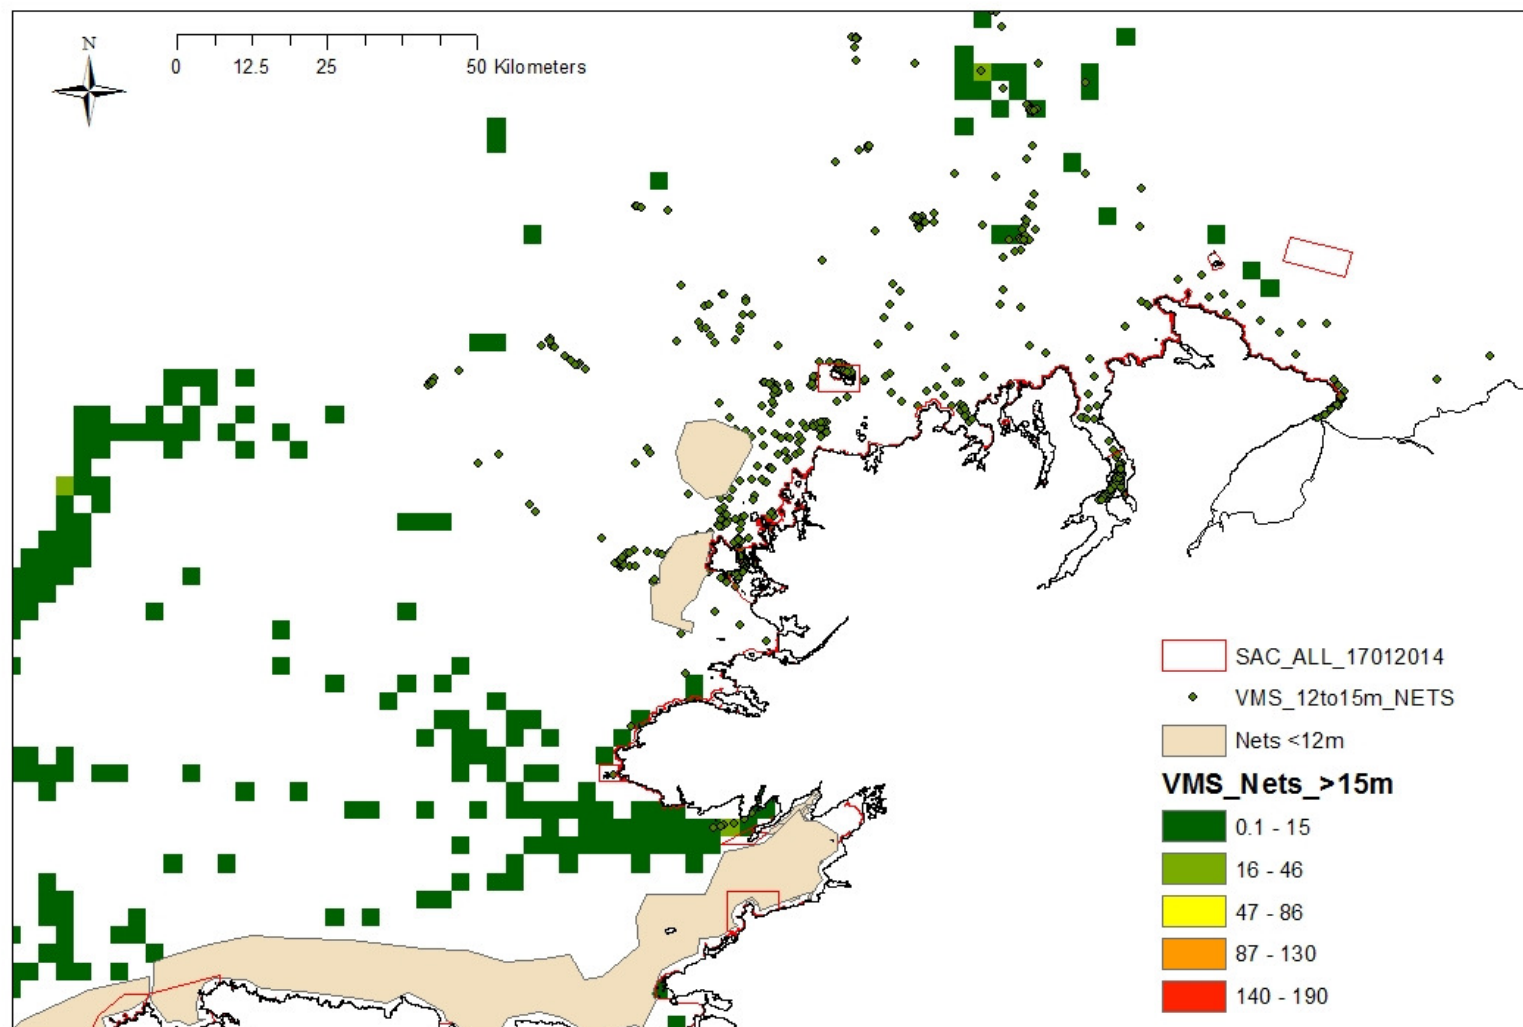 N
0 12.5 25 50 Kilometers
SAC_ALL_17012014
VMS_12to15m_NETS
Nets <12m
VMS_Nets_>15m
0.1 - 15
16 - 46
47 - 86
87 - 130
140 - 190